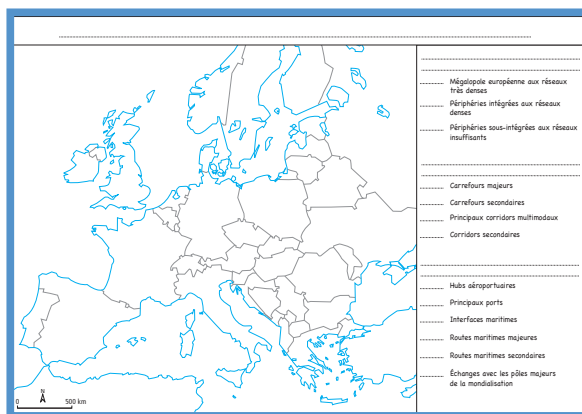 Mégalopole européenne aux réseaux
très denses
Périphéries intégrées aux réseaux
denses
Périphéries sous-intégrées aux réseaux
insuffisants
Carrefours majeurs
Carrefours secondaires
Principaux corridors multimodaux
Corridors secondaires
Hubs aéroportuaires
Principaux ports
Interfaces maritimes
Routes maritimes majeures
Routes maritimes secondaires
Échanges avec les pôles majeurs
de la mondialisation
N
0 500 km